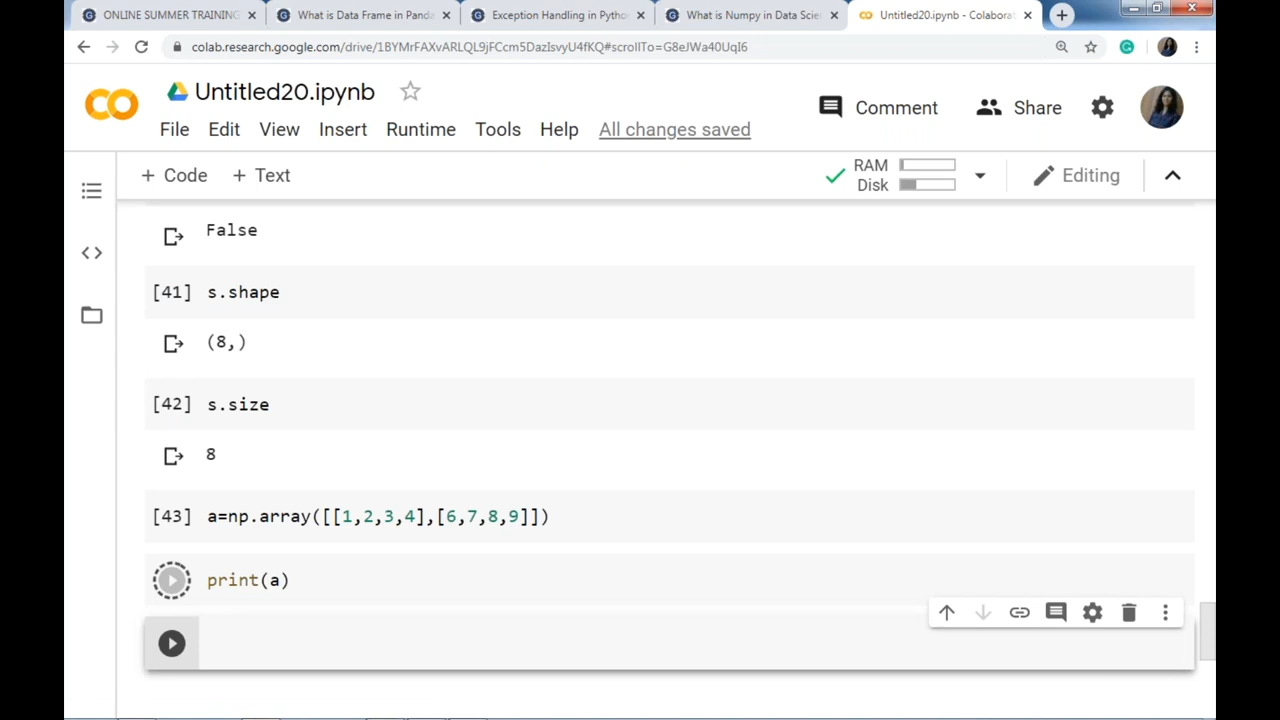 ONLINE SUMMER TRAINING
What is Data Frame in Panda
Exception Handling in Python
What is Numpy in Data Scien
Untitled20.ipynb - Colaborat
colab.research.google.com/drive/1BYMrFAXvARLQL9jFCcm5DazIsvyU4fKQ#scrollTo=G8eJWa40UqI6
Untitled20.ipynb
Comment
Share
File Edit View Insert Runtime Tools Help All changes saved
+ Code + Text
RAM
Disk
Editing
False
[41] s.shape
(8,)
[42] s.size
8
[43] a=np.array([[1,2,3,4],[6,7,8,9]])
print(a)